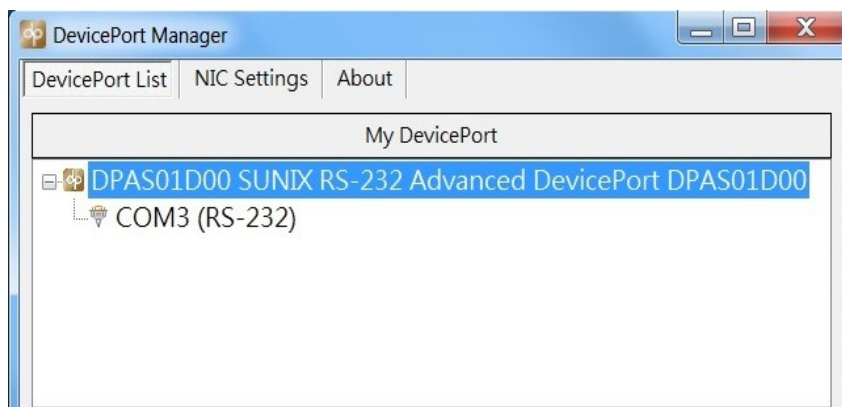 DevicePort Manager
DevicePort List NIC Settings About
My DevicePort
DPAS01D00 SUNIX RS-232 Advanced DevicePort DPAS01D00
COM3 (RS-232)